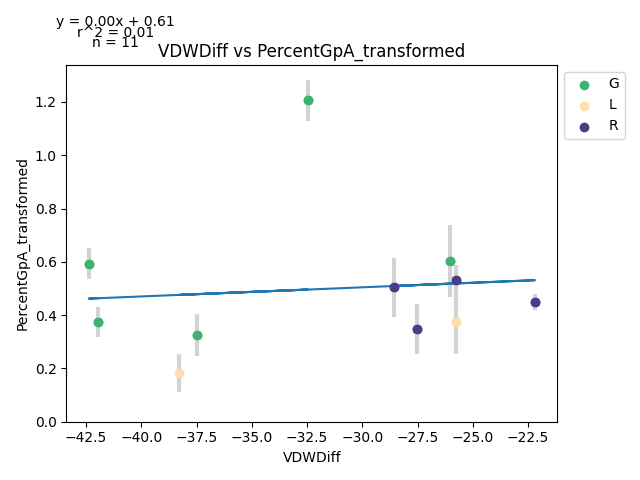 y = 0.00x + 0.61
r^2 = 0.01
n = 11
VDWDiff vs PercentGpA_transformed
G
L
R
PercentGpA_transformed
1.2
1.0
0.8
0.6
0.4
0.2
0.0
−42.5 −40.0 −37.5 −35.0 −32.5 −30.0 −27.5 −25.0 −22.5
VDWDiff